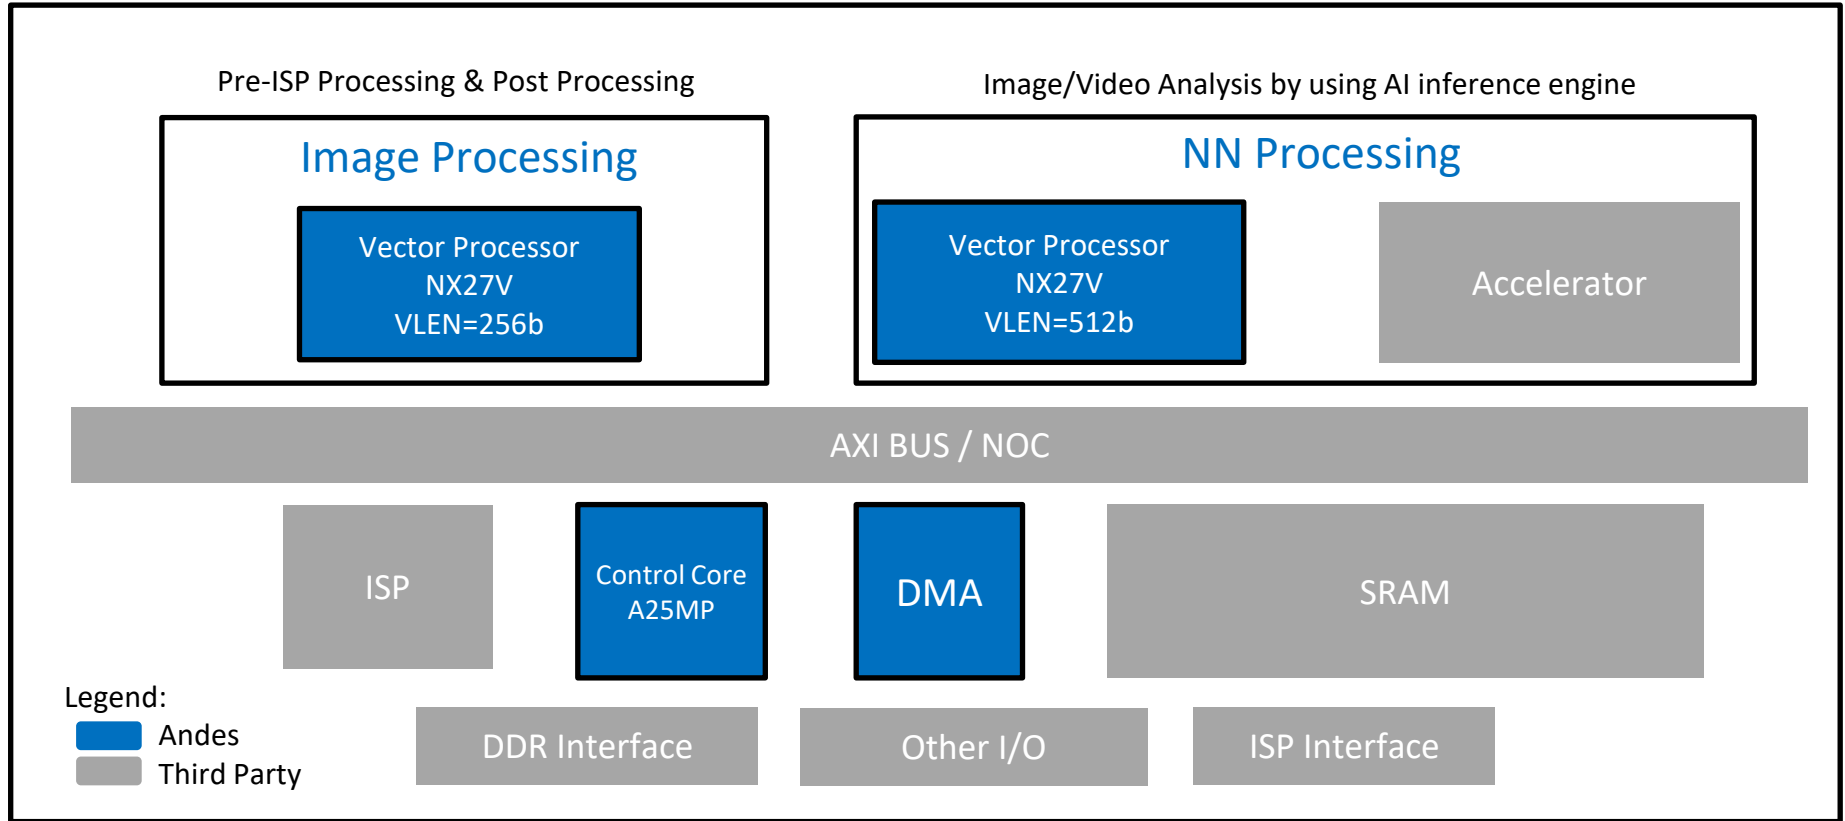 Pre-ISP Processing & Post Processing
Image/Video Analysis by using AI inference engine
Image Processing
Vector Processor
NX27V
VLEN=256b
NN Processing
Vector Processor
NX27V
VLEN=512b
Accelerator
AXI BUS / NOC
ISP
Control Core
A25MP
DMA
SRAM
Legend:
Andes
Third Party
DDR Interface
Other I/O
ISP Interface